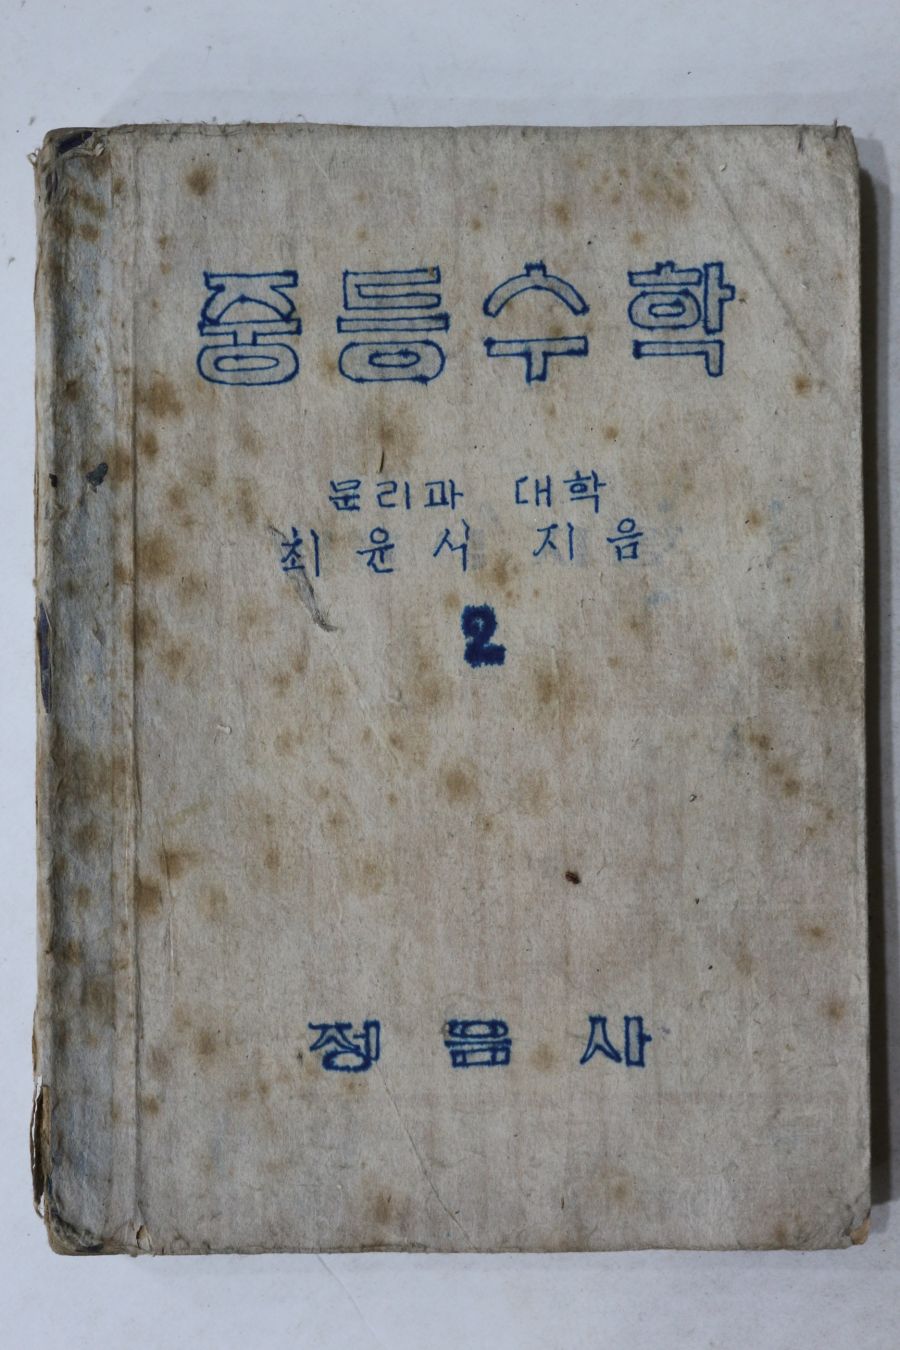 중등수학
문리과 대학
최윤식 지음
2
정음사